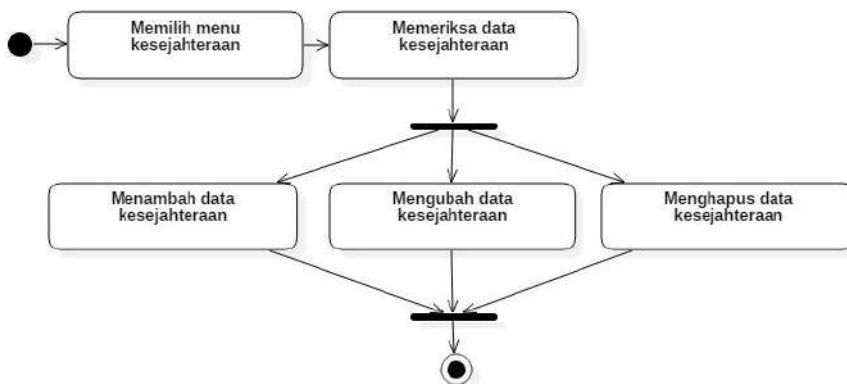 Memilih menu
kesejahteraan
Memeriksa data
kesejahteraan
Menambah data
kesejahteraan
Mengubah data
kesejahteraan
Menghapus data
kesejahteraan